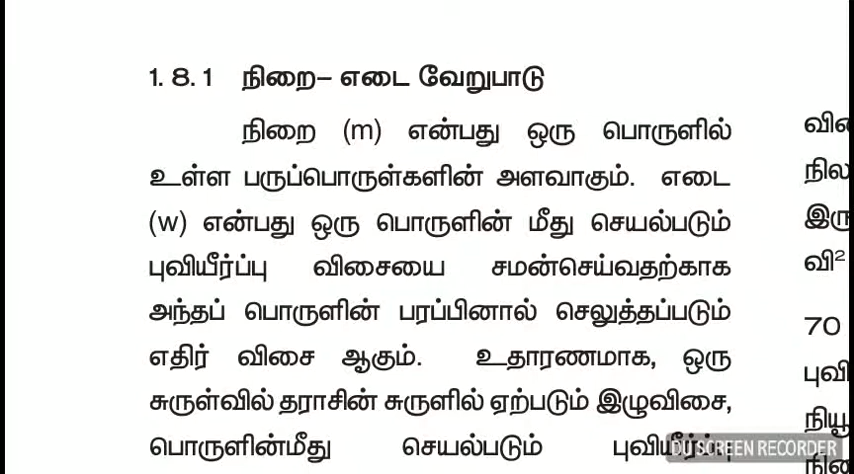 1.8.1 நிறை– எடை வேறுபாடு
நிறை (m) என்பது ஒரு பொருளில்
உள்ள பருப்பொருள்களின் அளவாகும். எடை
(w) என்பது ஒரு பொருளின் மீது செயல்படும்
புவியீர்ப்பு விசையை சமன்செய்வதற்காக
அந்தப் பொருளின் பரப்பினால் செலுத்தப்படும்
எதிர் விசை ஆகும். உதாரணமாக, ஒரு
சுருள்வில் தராசின் சுருளில் ஏற்படும் இழுவிசை,
பொருளின்மீது செயல்படும் புவியீர்ப்பு
வி²
70
DU SCREEN RECORDER